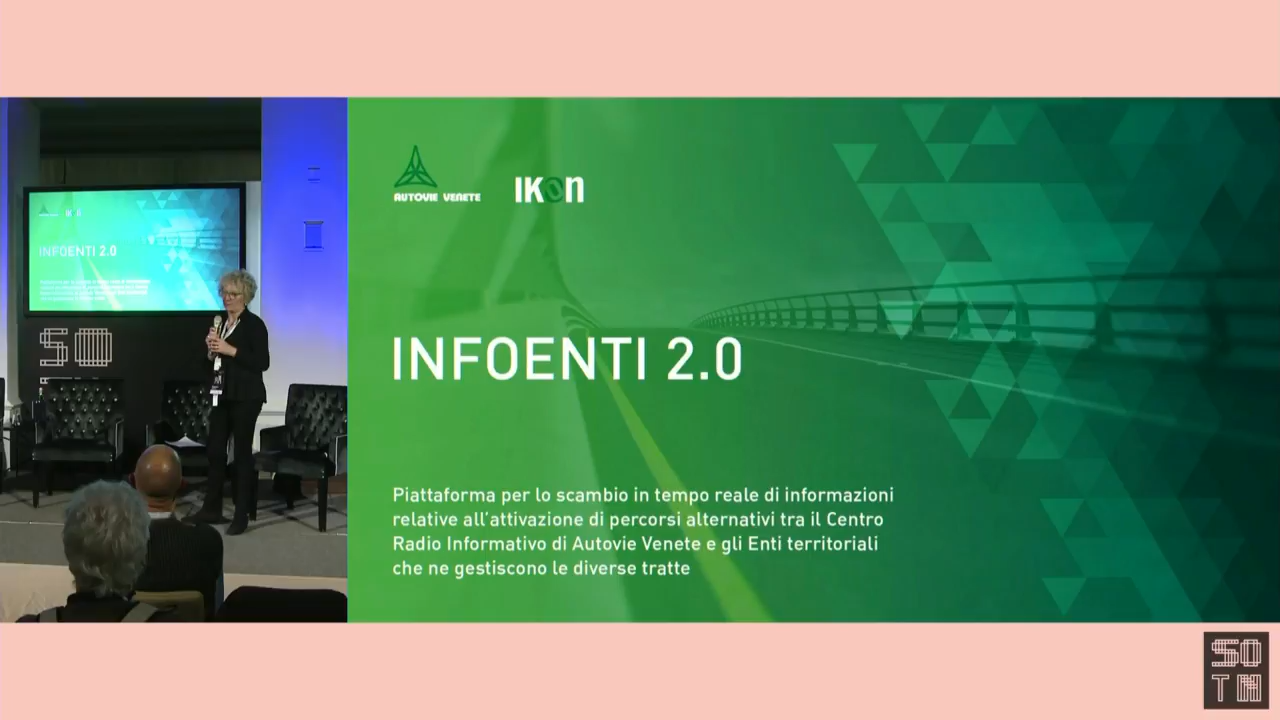 AUTOVIE VENETE
IKON
INFOENTI 2.0
Piattaforma per lo scambio in tempo reale di informazioni
relative all'attivazione di percorsi alternativi tra il Centro
Radio Informativo di Autovie Venete e gli Enti territoriali
che ne gestiscono le diverse tratte
IKON
INFOENTI 2.0
SO
SO
TM